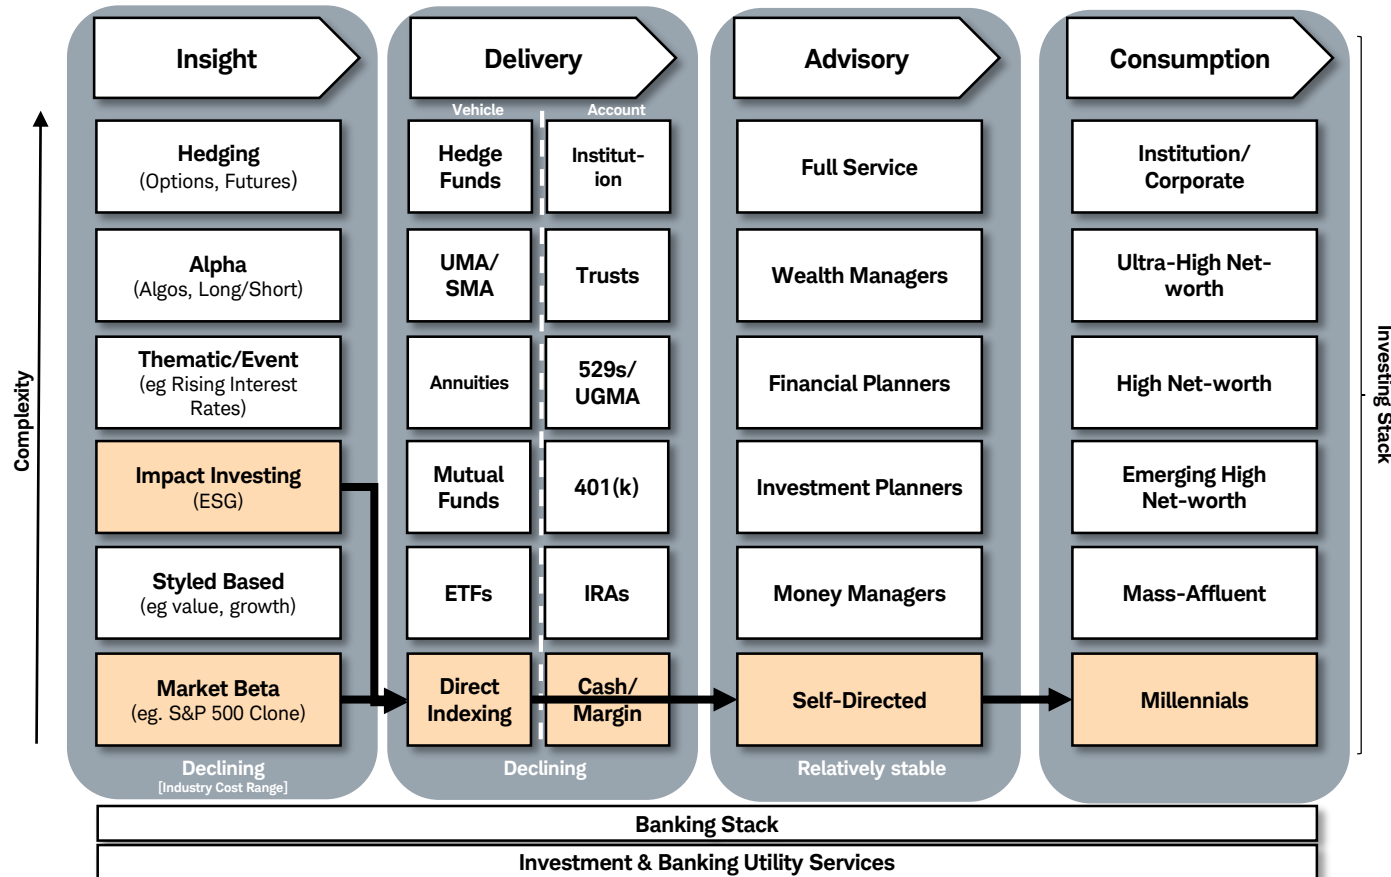 Insight
Delivery
Advisory
Consumption
Vehicle
Account
Hedging
(Options, Futures)
Hedge
Funds
Institut-
ion
Full Service
Institution/
Corporate
Alpha
(Algos, Long/Short)
UMA/
SMA
Trusts
Wealth Managers
Ultra-High Net-
worth
Thematic/Event
(eg Rising Interest
Rates)
Annuities
529s/
UGMA
Financial Planners
High Net-worth
Impact Investing
(ESG)
Mutual
Funds
401(k)
Investment Planners
Emerging High
Net-worth
Styled Based
(eg value, growth)
ETFs
IRAs
Money Managers
Mass-Affluent
Market Beta
(eg. S&P 500 Clone)
Direct
Indexing
Cash/
Margin
Self-Directed
Millennials
Declining
[Industry Cost Range]
Declining
Relatively stable
Complexity
Investing Stack
Banking Stack
Investment & Banking Utility Services